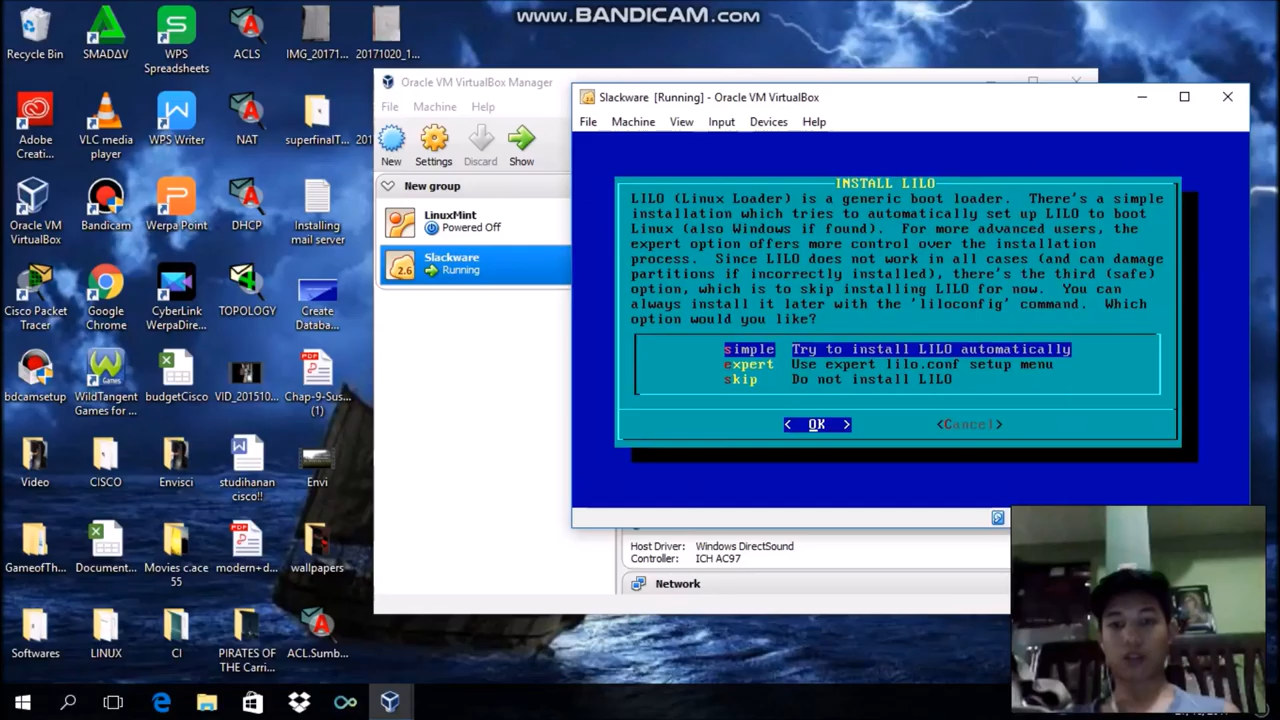 www.BANDICAM.com
Recycle Bin
SMADAV
WPS
Spreadsheets
ACLS
IMG_20171...
20171020_...
Adobe
Creati...
VLC media
player
WPS Writer
NAT
superfinalT...
Oracle VM
VirtualBox
Bandicam
Werpa Point
DHCP
Installing
mail server
Cisco Packet
Tracer
Google
Chrome
CyberLink
WerpaDire...
TOPOLOGY
Create
Databa...
bdcamsetup
WildTangent
Games for ...
budgetCisco
VID_201510...
Chap-9-Sus...
(1)
Video
CISCO
Envisci
studihanan
cisco!!
Envi
GameofTh...
Document...
Movies c.ace
55
modern+d...
wallpapers
Softwares
LINUX
CI
PIRATES OF
THE Carri...
ACL.Sumb...
Oracle VM VirtualBox Manager
File Machine Help
New Settings Discard Show
New group
LinuxMint
Powered Off
2.6
Slackware
Running
Host Driver: Windows DirectSound
Controller: ICH AC97
Network
Slackware [Running] - Oracle VM VirtualBox
File Machine View Input Devices Help
INSTALL LILO
LILO (Linux Loader) is a generic boot loader. There's a simple
installation which tries to automatically set up LILO to boot
Linux (also Windows if found). For more advanced users, the
expert option offers more control over the installation
process. Since LILO does not work in all cases (and can damage
partitions if incorrectly installed), there's the third (safe)
option, which is to skip installing LILO for now. You can
always install it later with the 'liloconfig' command. Which
option would you like?
simple Try to install LILO automatically
expert Use expert lilo.conf setup menu
skip Do not install LILO
< OK > <Cancel>